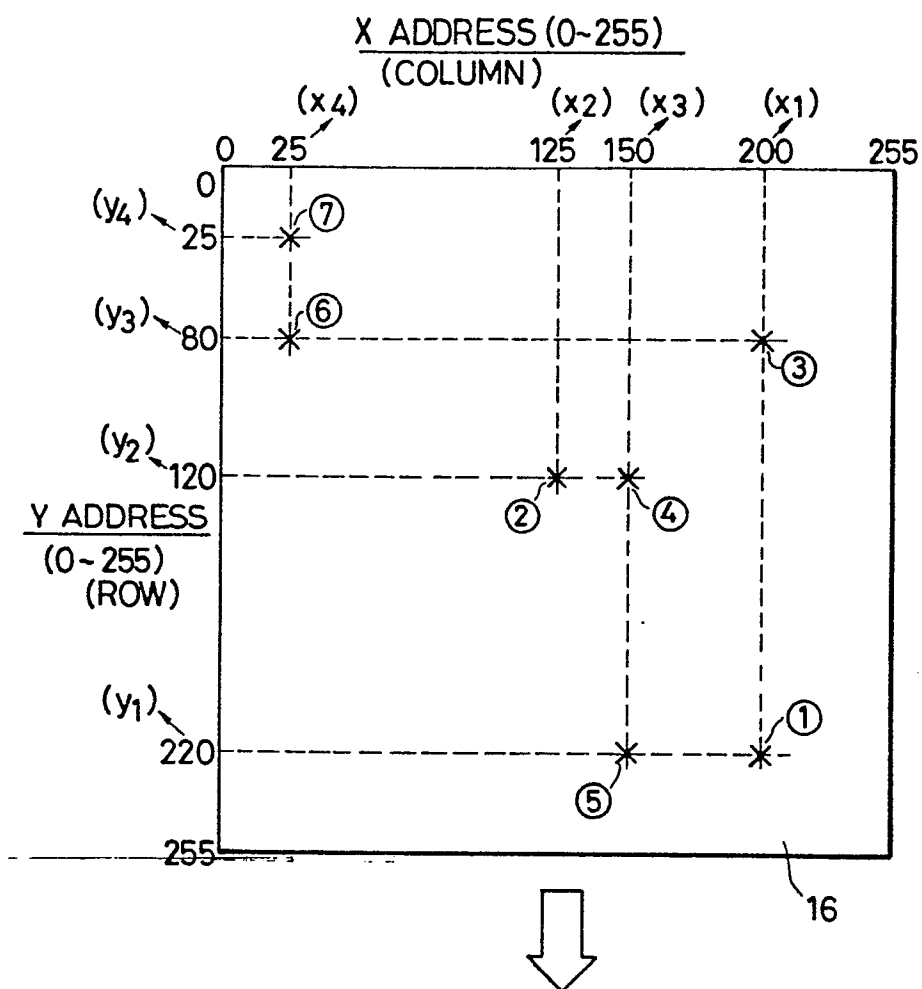 X ADDRESS (0~255)
(COLUMN)
(x4) (x2) (x3) (x1)
0 25 125 150 200 255
0
(y4) ⑦
25
(y3) ⑥
80
③
(y2)
120
② ④
Y ADDRESS
(0~255)
(ROW)
(y1) ①
220
⑤
255
16